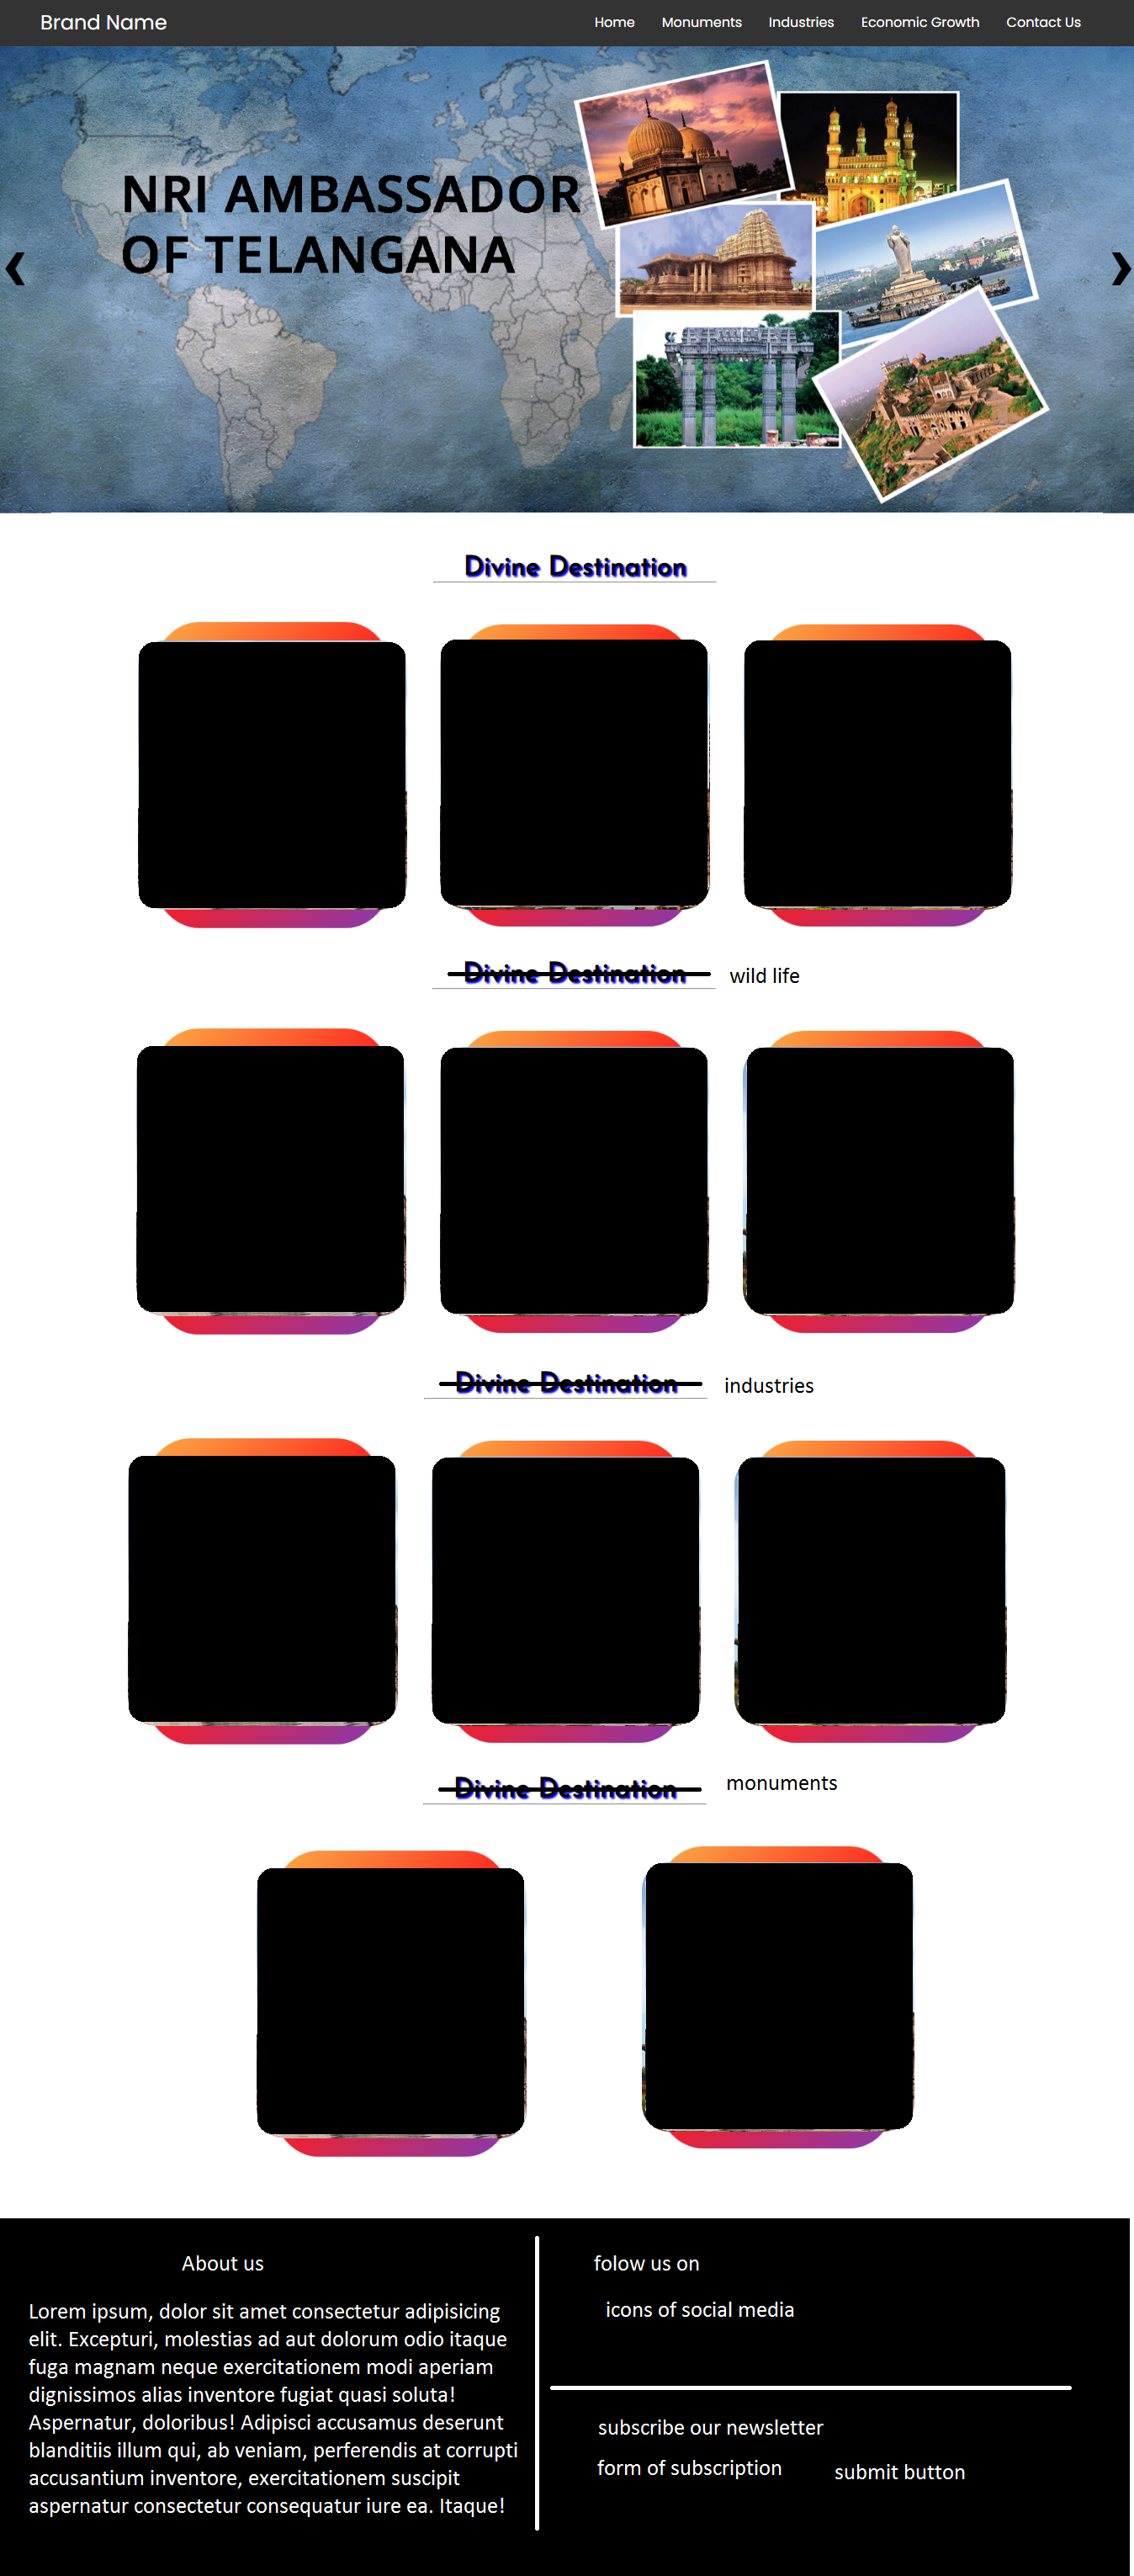 Brand Name
Home Monuments Industries Economic Growth Contact Us
NRI AMBASSADOR
OF TELANGANA
❮ ❯
Divine Destination
Divine Destination wild life
Divine Destination industries
Divine Destination monuments
About us
Lorem ipsum, dolor sit amet consectetur adipisicing
elit. Excepturi, molestias ad aut dolorum odio itaque
fuga magnam neque exercitationem modi aperiam
dignissimos alias inventore fugiat quasi soluta!
Aspernatur, doloribus! Adipisci accusamus deserunt
blanditiis illum qui, ab veniam, perferendis at corrupti
accusantium inventore, exercitationem suscipit
aspernatur consectetur consequatur iure ea. Itaque!
folow us on
icons of social media
subscribe our newsletter
form of subscription submit button